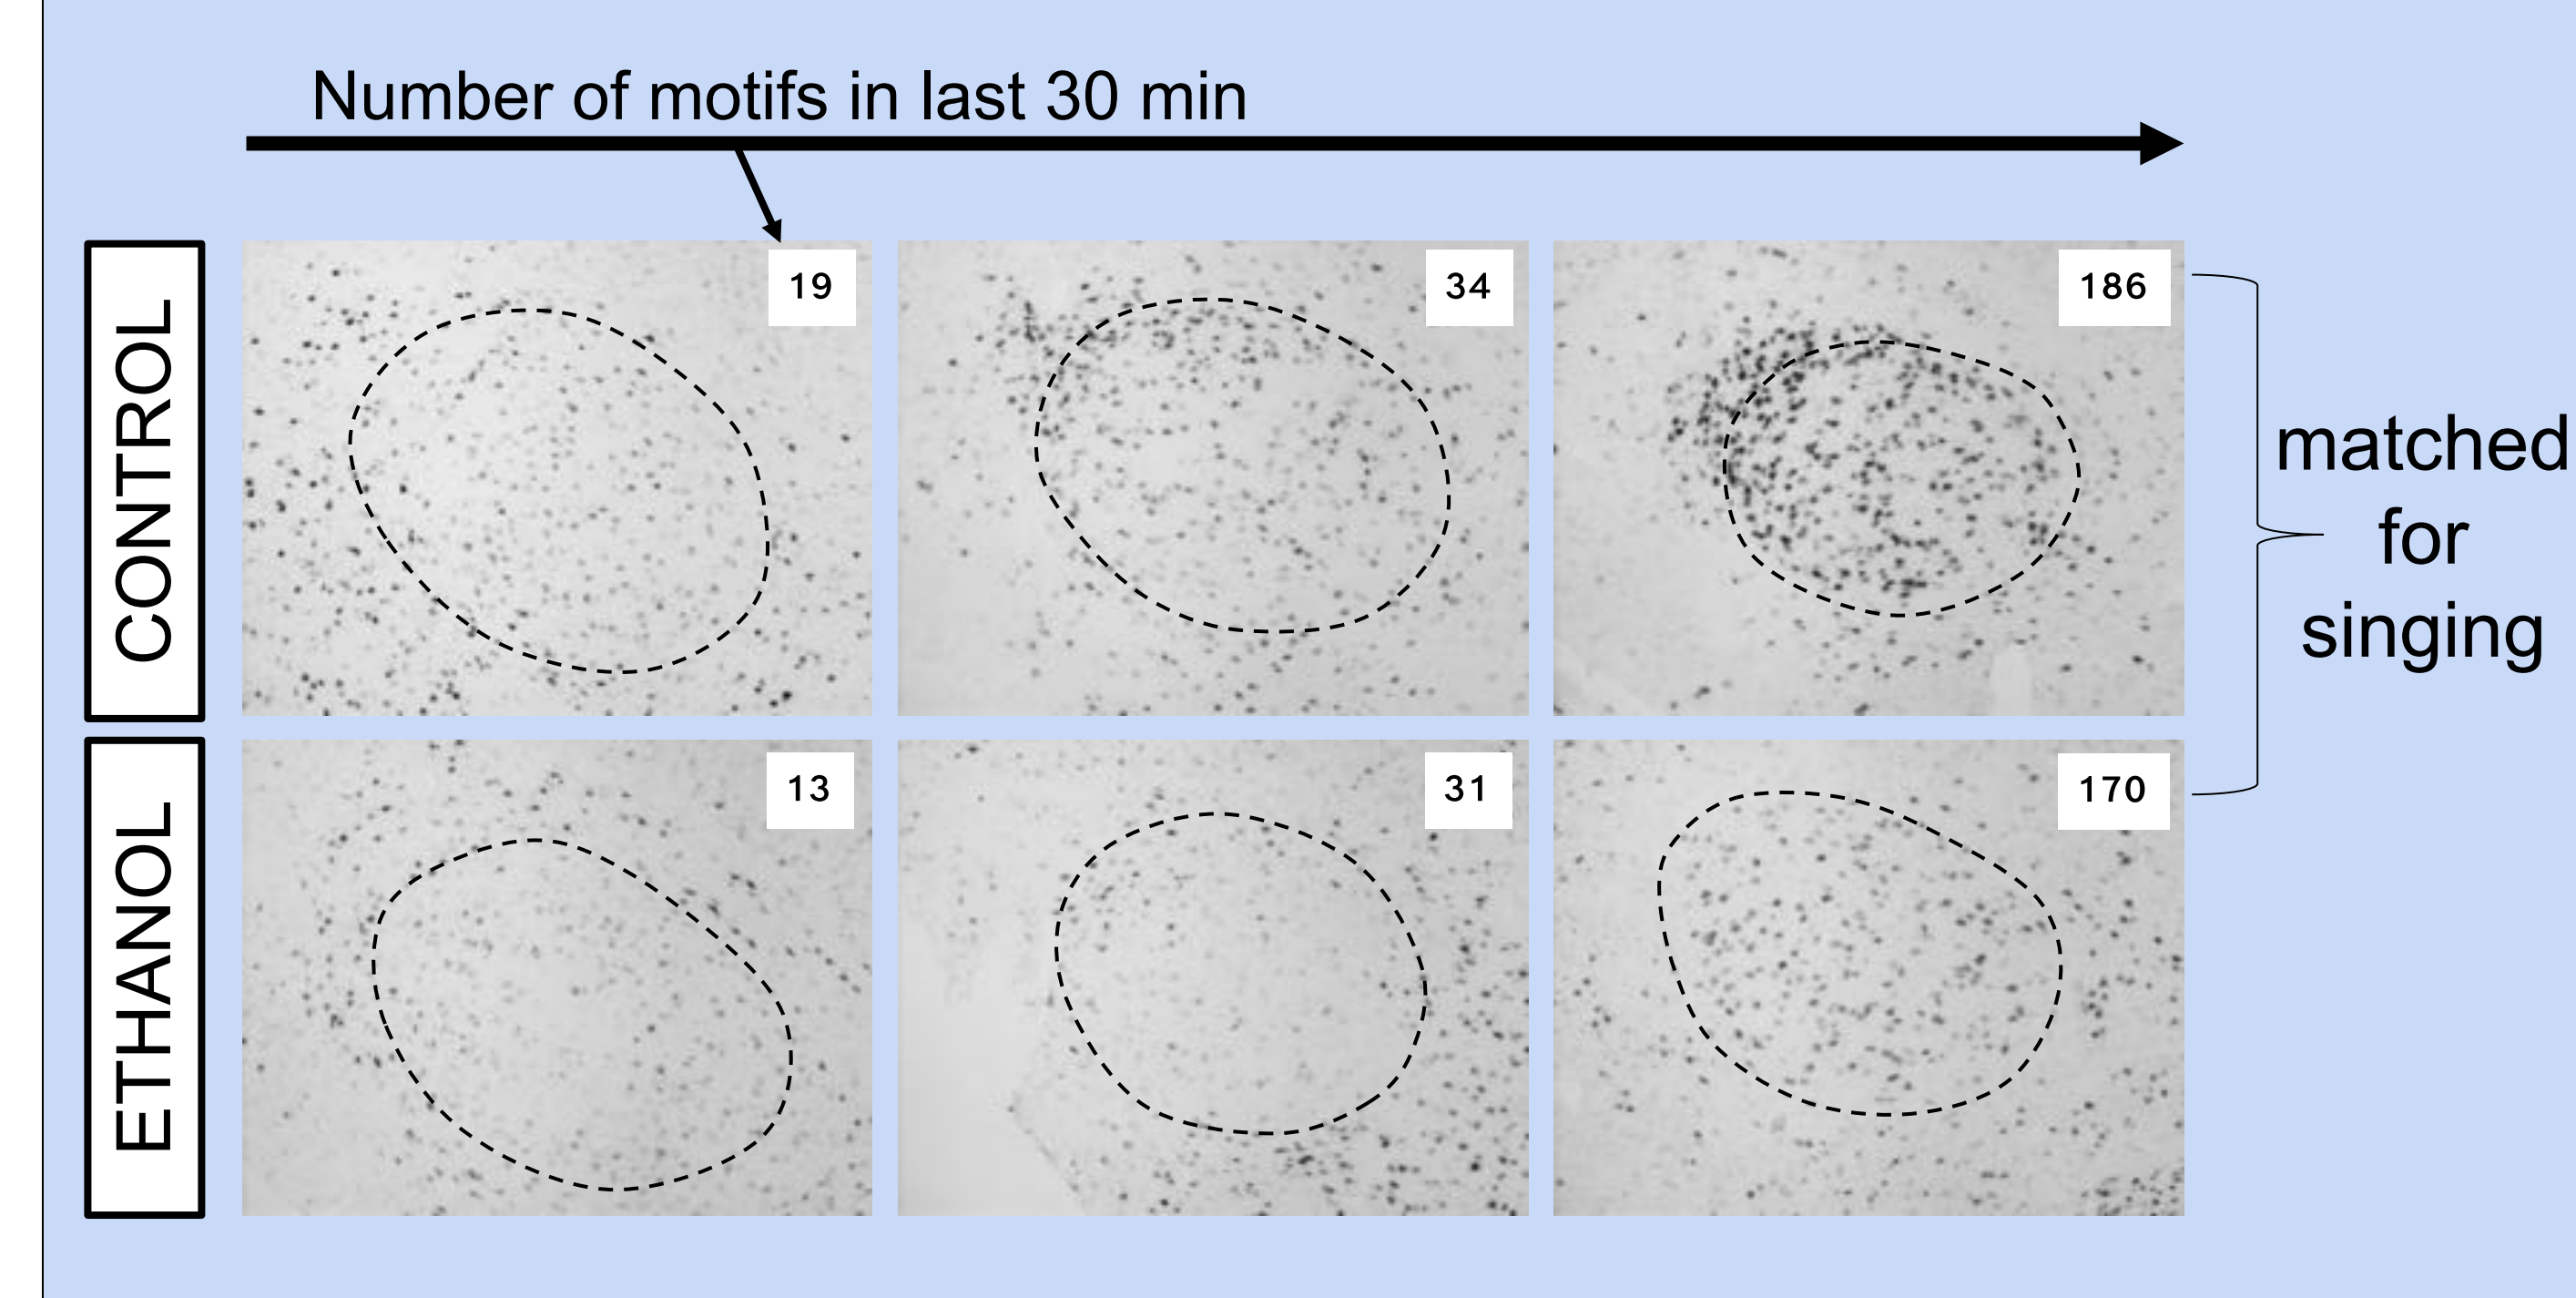 Number of motifs in last 30 min
CONTROL
19
34
186
matched
for
singing
ETHANOL
13
31
170